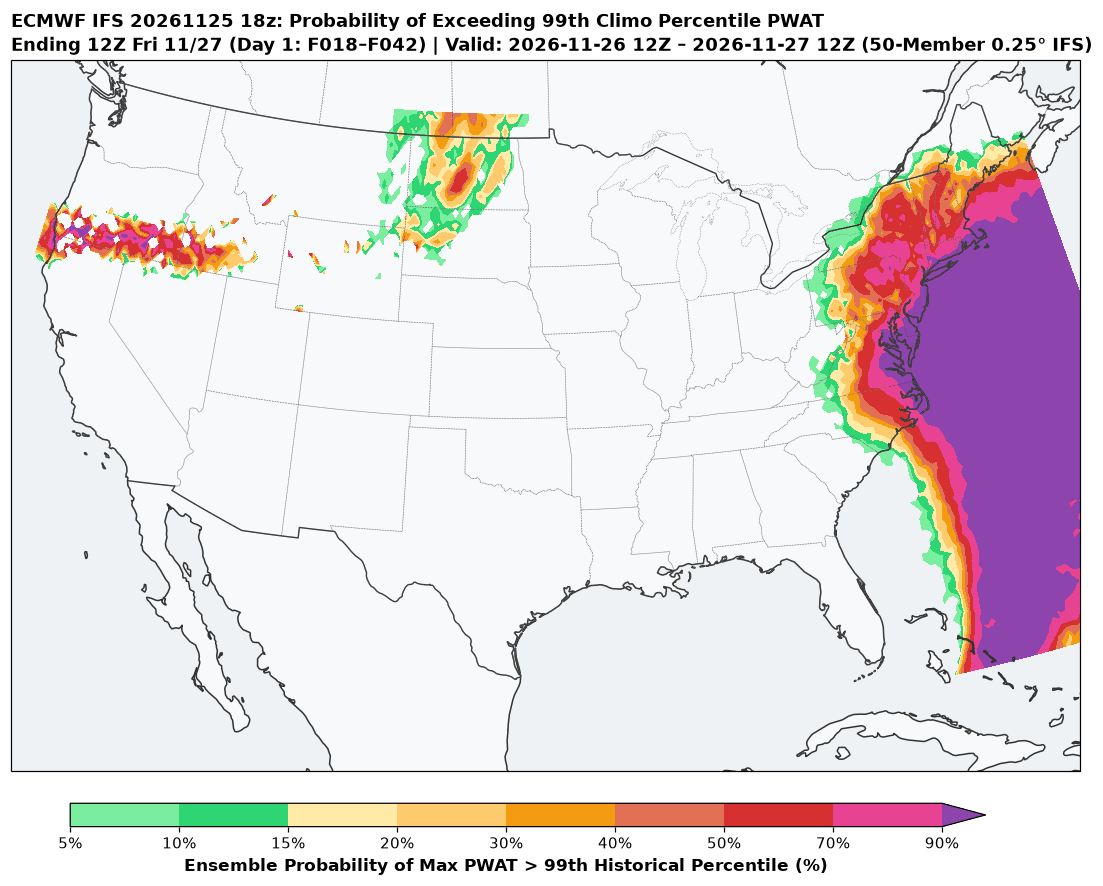 ECMWF IFS 20261125 18z: Probability of Exceeding 99th Climo Percentile PWAT
Ending 12Z Fri 11/27 (Day 1: F018–F042) | Valid: 2026-11-26 12Z – 2026-11-27 12Z (50-Member 0.25° IFS)
5% 10% 15% 20% 30% 40% 50% 70% 90%
Ensemble Probability of Max PWAT > 99th Historical Percentile (%)